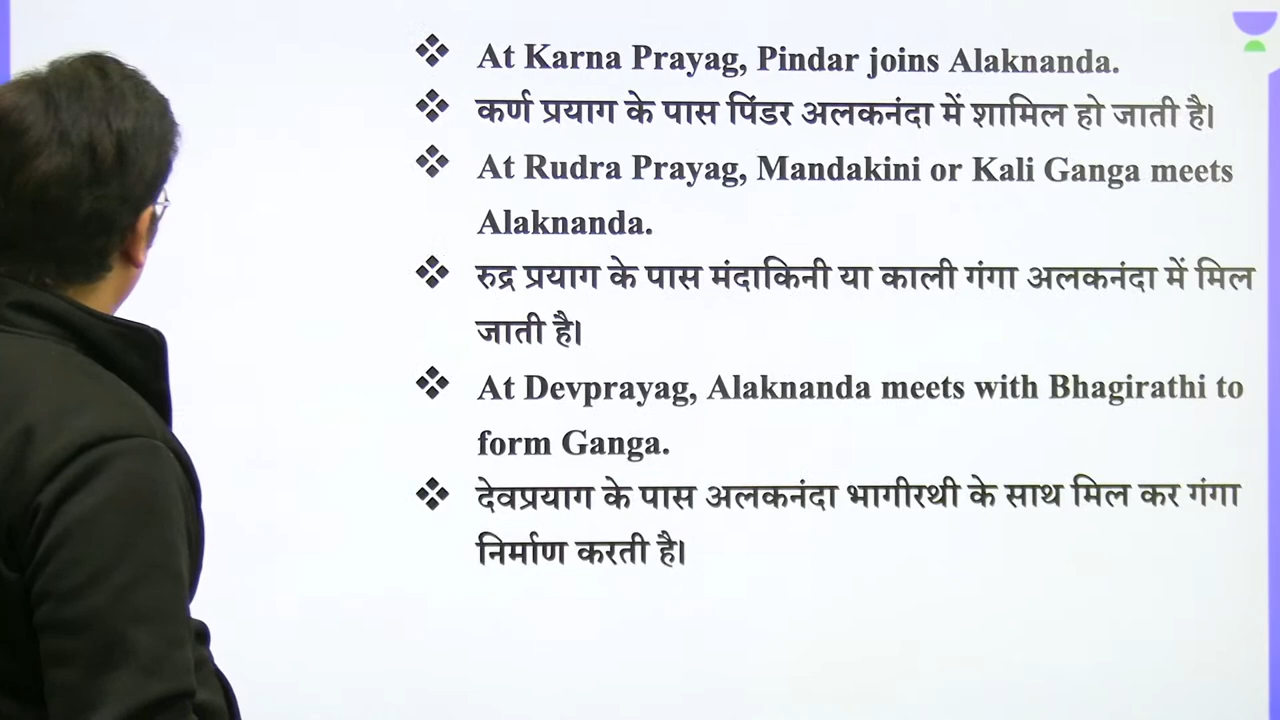 At Karna Prayag, Pindar joins Alaknanda.
कर्ण प्रयाग के पास पिंडर अलकनंदा में शामिल हो जाती है।
At Rudra Prayag, Mandakini or Kali Ganga meets
Alaknanda.
रुद्र प्रयाग के पास मंदाकिनी या काली गंगा अलकनंदा में मिल
जाती है।
At Devprayag, Alaknanda meets with Bhagirathi to
form Ganga.
देवप्रयाग के पास अलकनंदा भागीरथी के साथ मिल कर गंगा
निर्माण करती है।